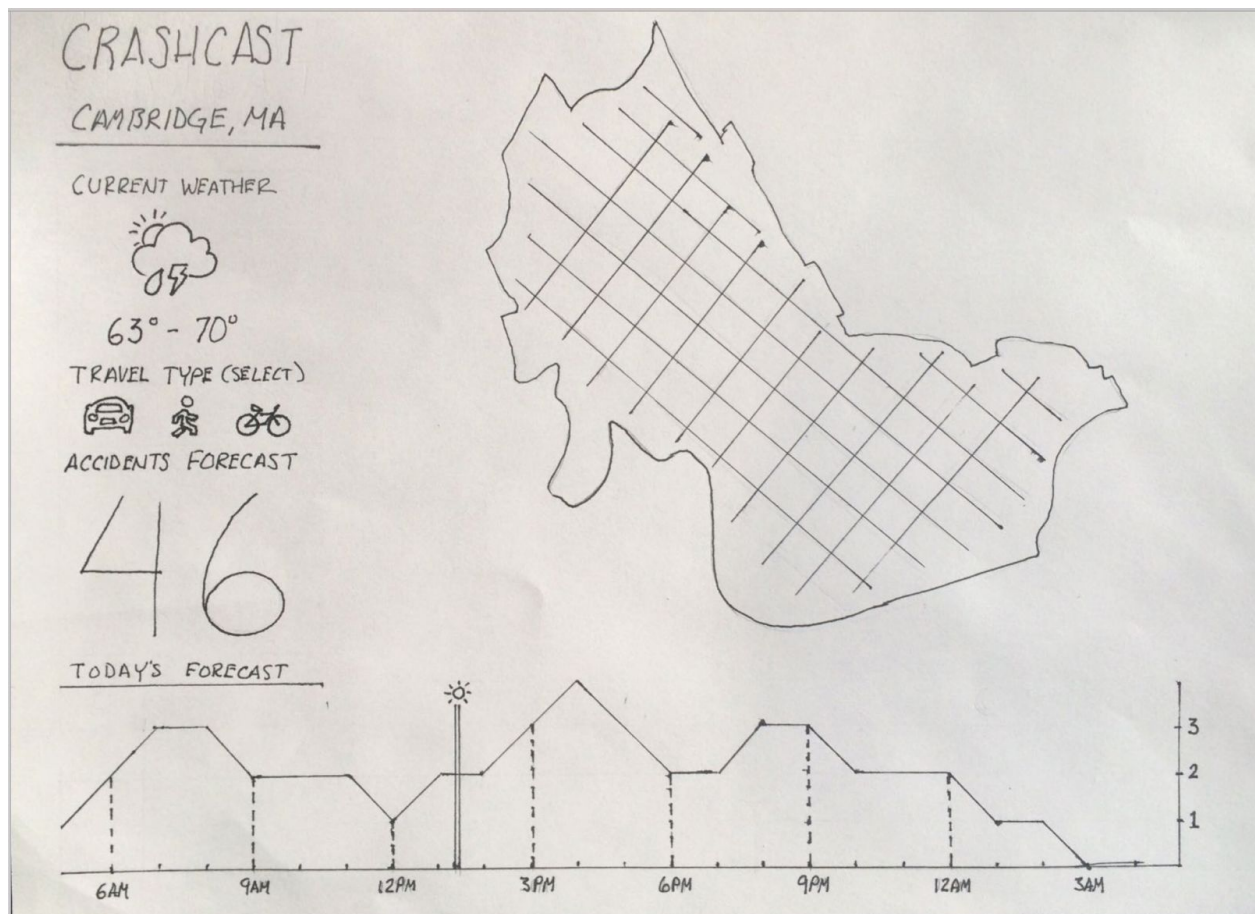 CRASHCAST
CAMBRIDGE, MA
CURRENT WEATHER
63° - 70°
TRAVEL TYPE (SELECT)
ACCIDENTS FORECAST
46
TODAY'S FORECAST
3
2
1
6AM 9AM 12PM 3PM 6PM 9PM 12AM 3AM